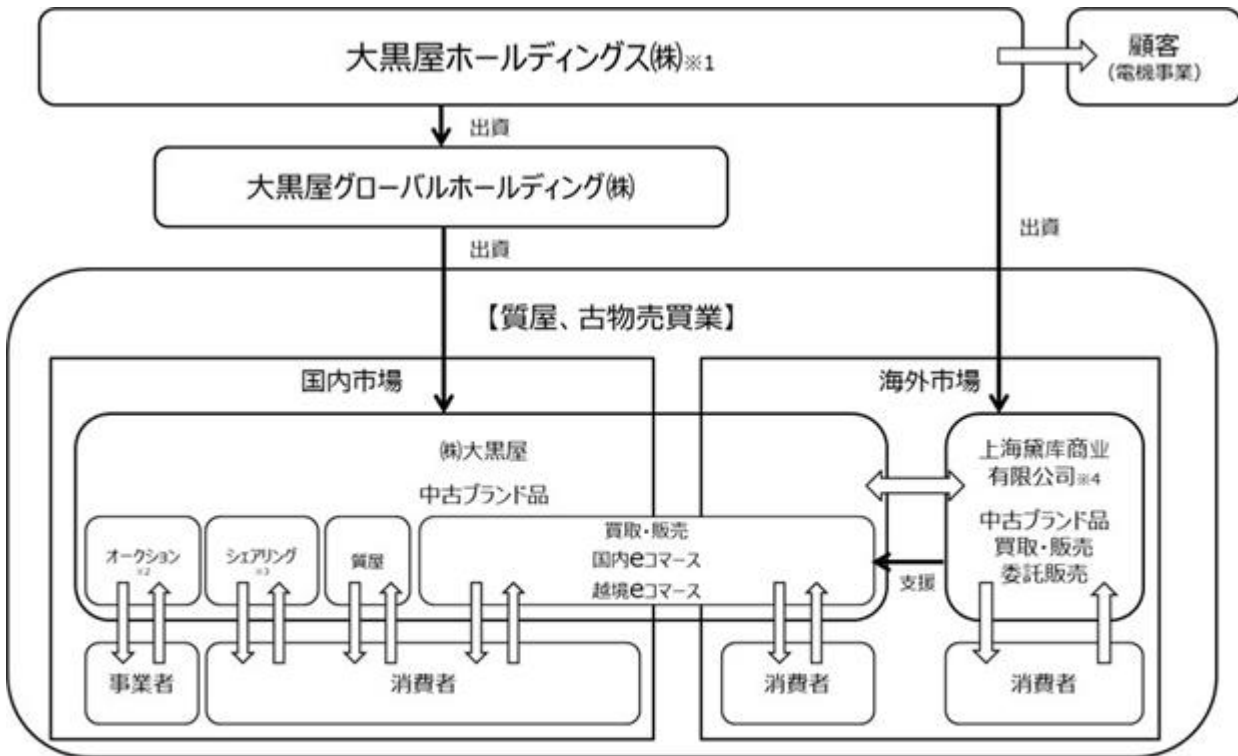 大黒屋ホールディングス㈱※1
顧客
(電機事業)
出資
大黒屋グローバルホールディング㈱
出資
出資
【質屋、古物売買業】
国内市場
海外市場
㈱大黒屋
中古ブランド品
オークション
※2
シェアリング
※3
質屋
買取・販売
国内eコマース
越境eコマース
上海黛库商业
有限公司※4
中古ブランド品
買取・販売
委託販売
支援
事業者
消費者
消費者
消費者